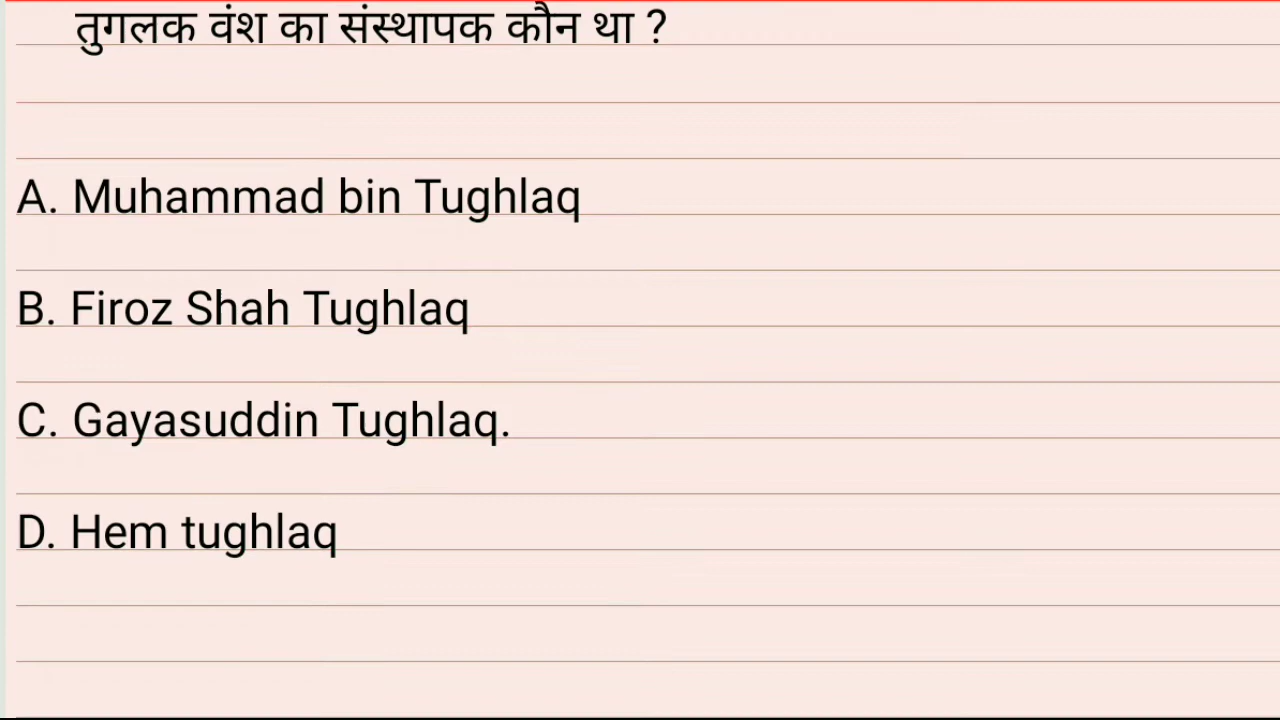 तुगलक वंश का संस्थापक कौन था ?
A. Muhammad bin Tughlaq
B. Firoz Shah Tughlaq
C. Gayasuddin Tughlaq.
D. Hem tughlaq